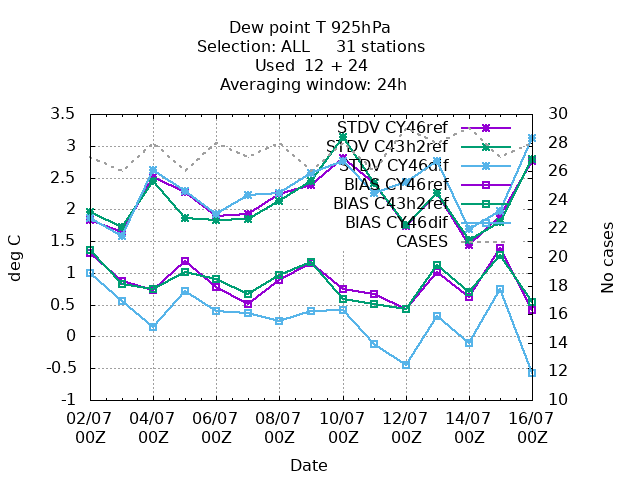 Dew point T 925hPa
Selection: ALL     31 stations
Used  12 + 24
Averaging window: 24h
3.5
3
2.5
2
1.5
1
0.5
0
-0.5
-1
deg C
30
28
26
24
22
20
18
16
14
12
10
No cases
STDV CY46ref
STDV C43h2ref
STDV CY46dif
BIAS CY46ref
BIAS C43h2ref
BIAS CY46dif
CASES
02/07 04/07 06/07 08/07 10/07 12/07 14/07 16/07
00Z 00Z 00Z 00Z 00Z 00Z 00Z 00Z
Date